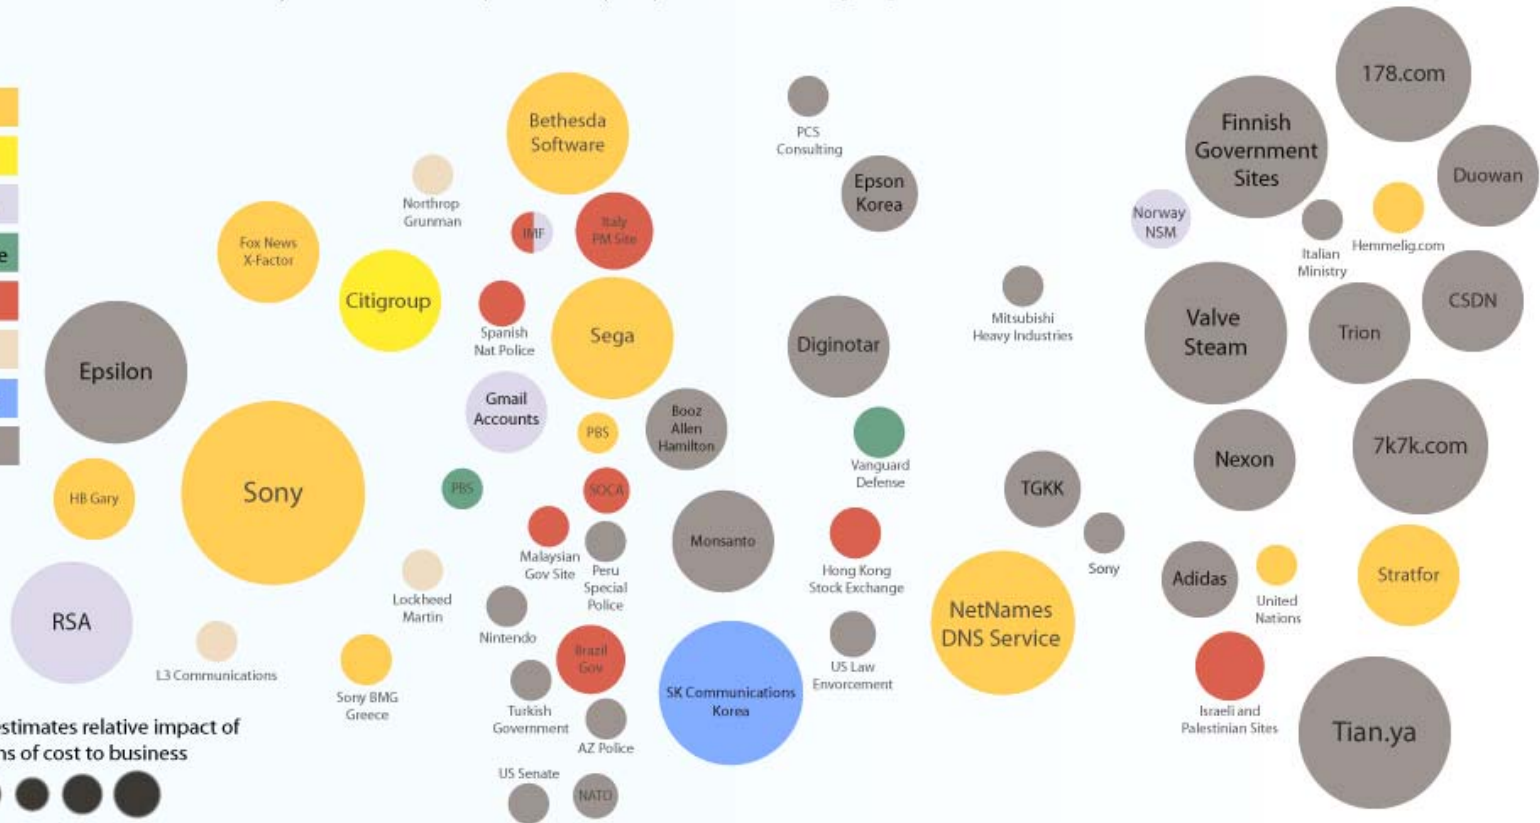 178.com
Bethesda
Software
PCS
Consulting
Finnish
Government
Sites
Duowan
Epson
Korea
Northrop
Grunman
Norway
NSM
IMF
Italy
PM Site
Italian
Ministry
Hemmelig.com
Fox News
X-Factor
Citigroup
Spanish
Nat Police
Sega
Mitsubishi
Heavy Industries
Valve
Steam
Trion
CSDN
Diginotar
Epsilon
Gmail
Accounts
PBS
Booz
Allen
Hamilton
Vanguard
Defense
Nexon
7k7k.com
HB Gary
Sony
PBS
SOCA
TGKK
Malaysian
Gov Site
Peru
Special
Police
Monsanto
Hong Kong
Stock Exchange
Sony
Adidas
United
Nations
Stratfor
Lockheed
Martin
RSA
Nintendo
NetNames
DNS Service
L3 Communications
Sony BMG
Greece
Brazil
Gov
Turkish
Government
SK Communications
Korea
US Law
Envorcement
Israeli and
Palestinian Sites
Tian.ya
AZ Police
US Senate
NATO
e
estimates relative impact of
ns of cost to business